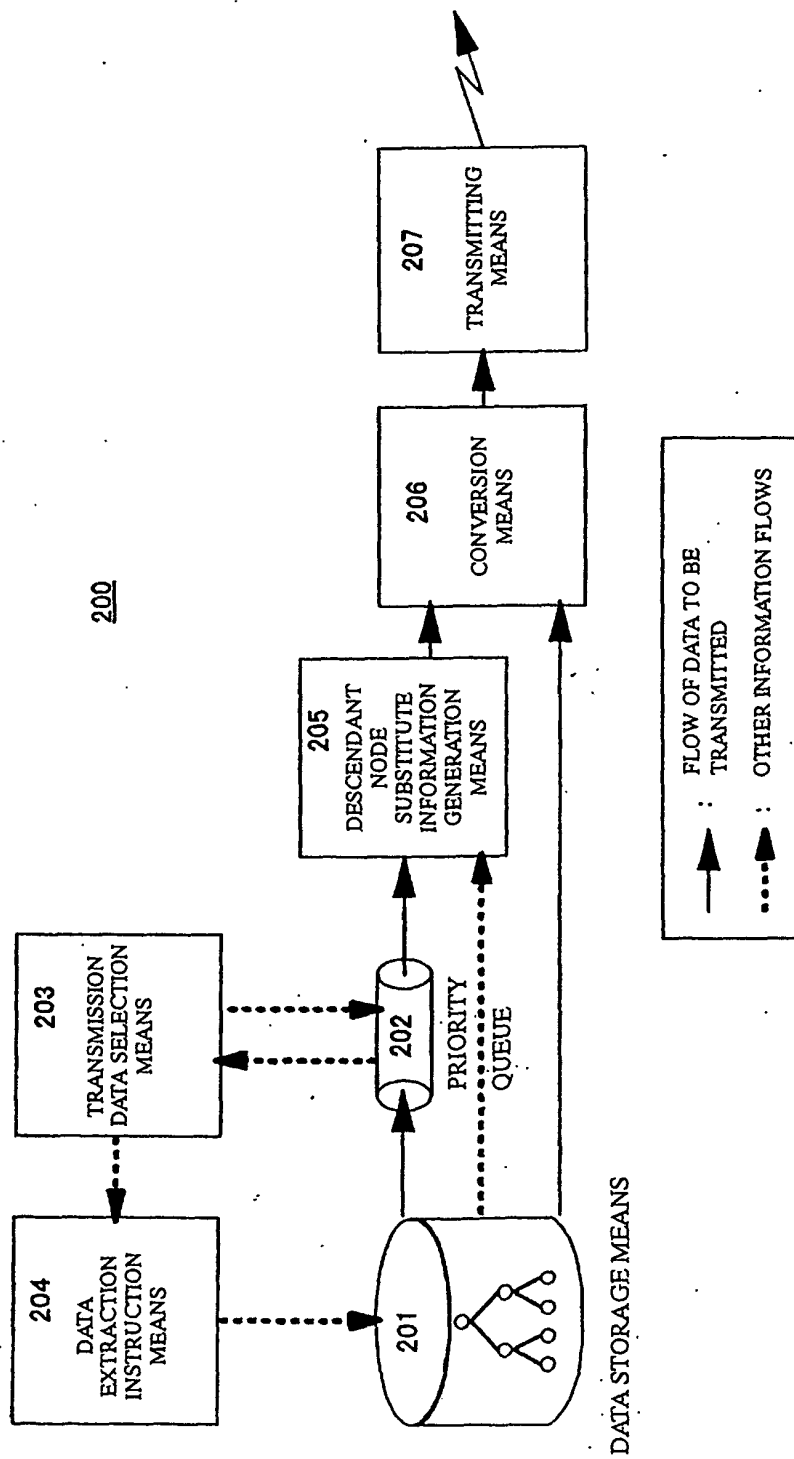 200
204
DATA
EXTRACTION
INSTRUCTION
MEANS
203
TRANSMISSION
DATA SELECTION
MEANS
201
DATA STORAGE MEANS
202
PRIORITY
QUEUE
205
DESCENDANT
NODE
SUBSTITUTE
INFORMATION
GENERATION
MEANS
206
CONVERSION
MEANS
207
TRANSMITTING
MEANS
: FLOW OF DATA TO BE
TRANSMITTED
: OTHER INFORMATION FLOWS